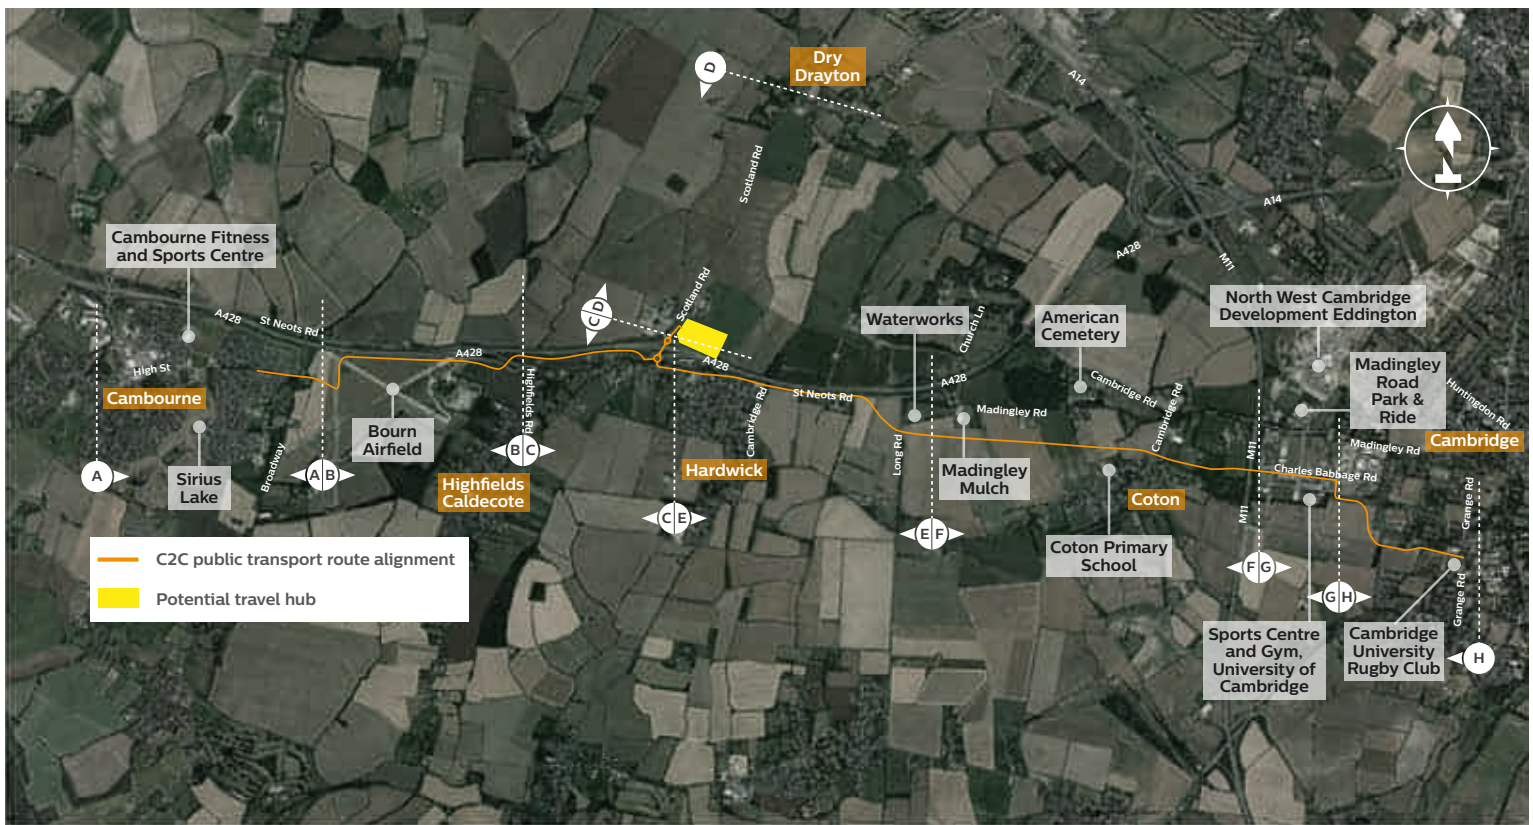 D
Dry
Drayton
A14
Scotland Rd
A14
A428
M11
Cambourne Fitness
and Sports Centre
North West Cambridge
Development Eddington
Scotland Rd
C D
Waterworks
Church Ln
American
Cemetery
A428
St Neots Rd
A428
A428
A428
High St
Cambourne
Highfields Rd
St Neots Rd
Cambridge Rd
Madingley Rd
Cambridge Rd
Cambridge Rd
Madingley
Road
Park &
Ride
Huntingdon Rd
Cambridge
Madingley Rd
Bourn
Airfield
B C
Long Rd
M11
Charles Babbage Rd
A
Sirius
Lake
Broadway
A B
Highfields
Caldecote
Hardwick
Madingley
Mulch
Coton
M11
Grange Rd
C E
E F
Coton Primary
School
F G
G H
Grange Rd
C2C public transport route alignment
Potential travel hub
Sports Centre
and Gym,
University of
Cambridge
Cambridge
University
Rugby Club
H